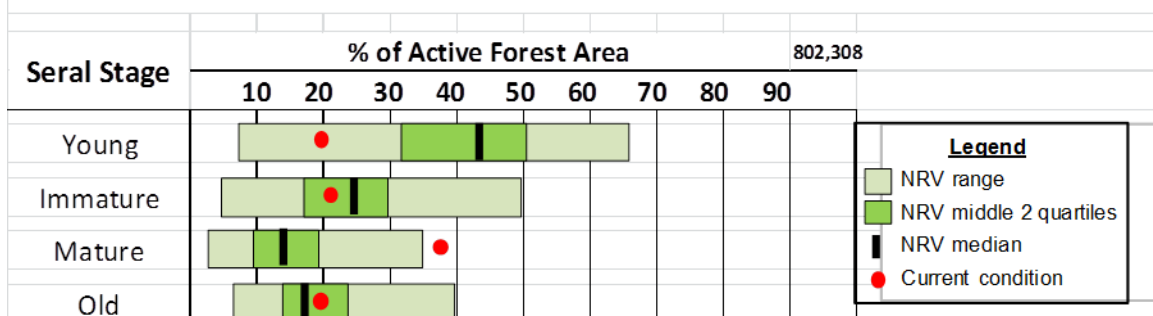 Seral Stage
% of Active Forest Area
802,308
10 20 30 40 50 60 70 80 90
Young
Immature
Mature
Old
Legend
NRV range
NRV middle 2 quartiles
NRV median
Current condition